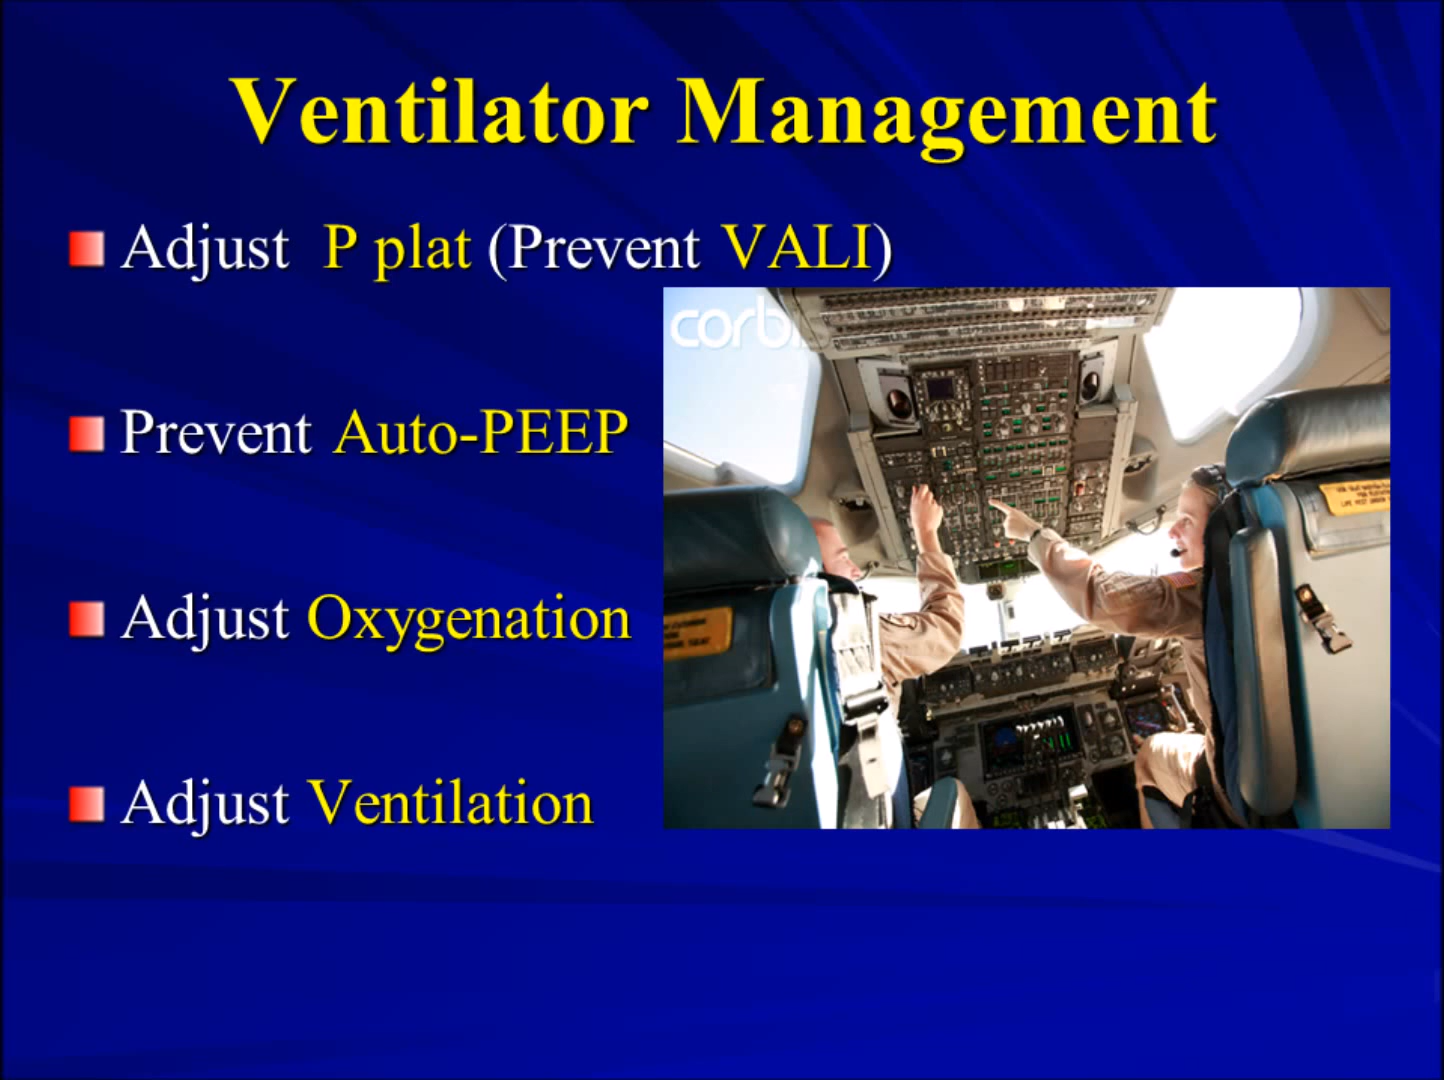 Ventilator Management
Adjust P plat (Prevent VALI)
corbis
Prevent Auto-PEEP
Adjust Oxygenation
Adjust Ventilation